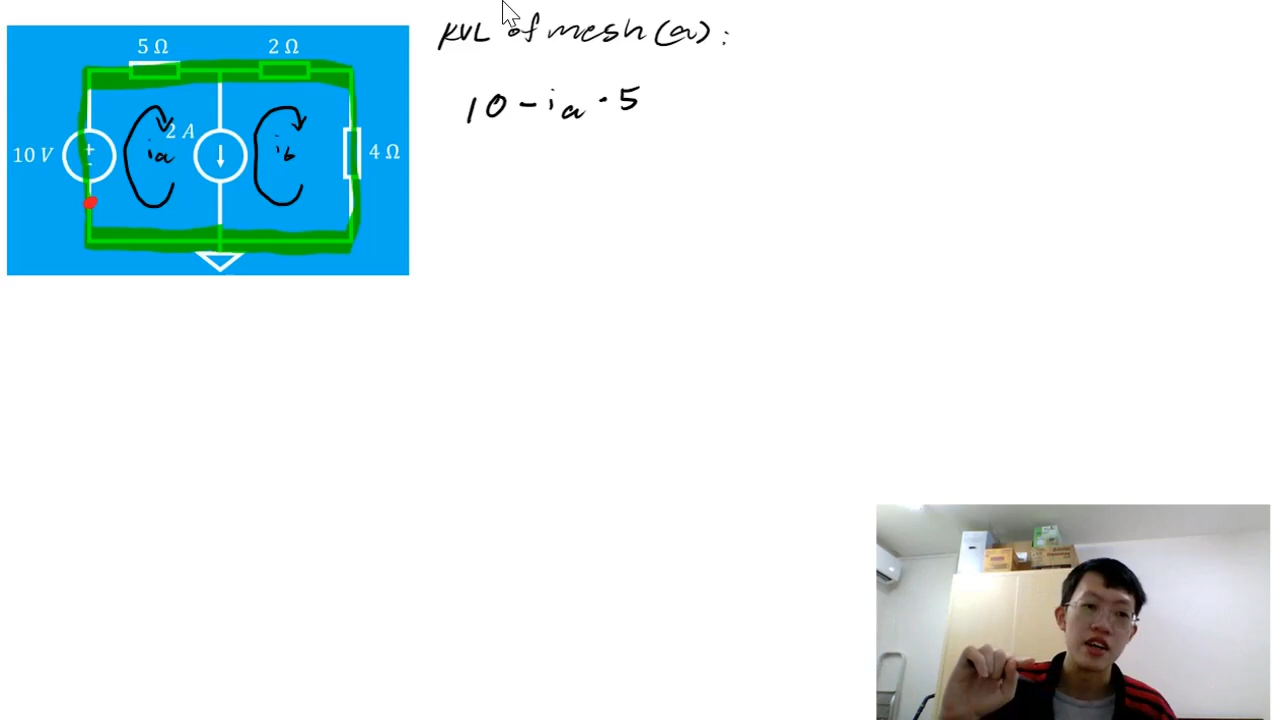 5 Ω
2 Ω
10 V
+
-
ia
2 A
ib
4 Ω
KVL of mesh (a) :
10 - ia · 5